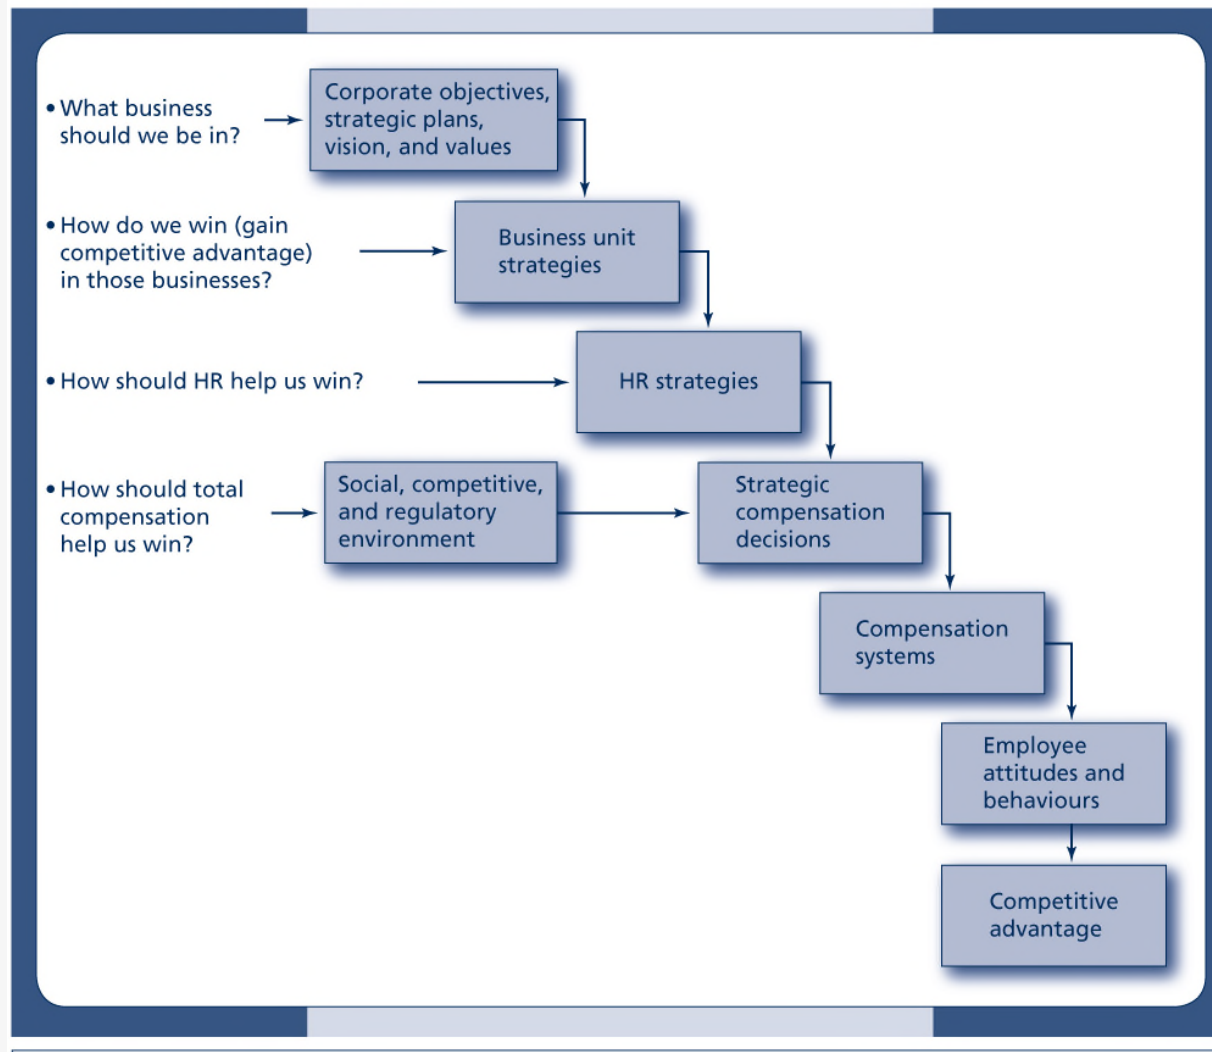 • What business
should we be in?
Corporate objectives,
strategic plans,
vision, and values
• How do we win (gain
competitive advantage)
in those businesses?
Business unit
strategies
• How should HR help us win?
HR strategies
• How should total
compensation
help us win?
Social, competitive,
and regulatory
environment
Strategic
compensation
decisions
Compensation
systems
Employee
attitudes and
behaviours
Competitive
advantage